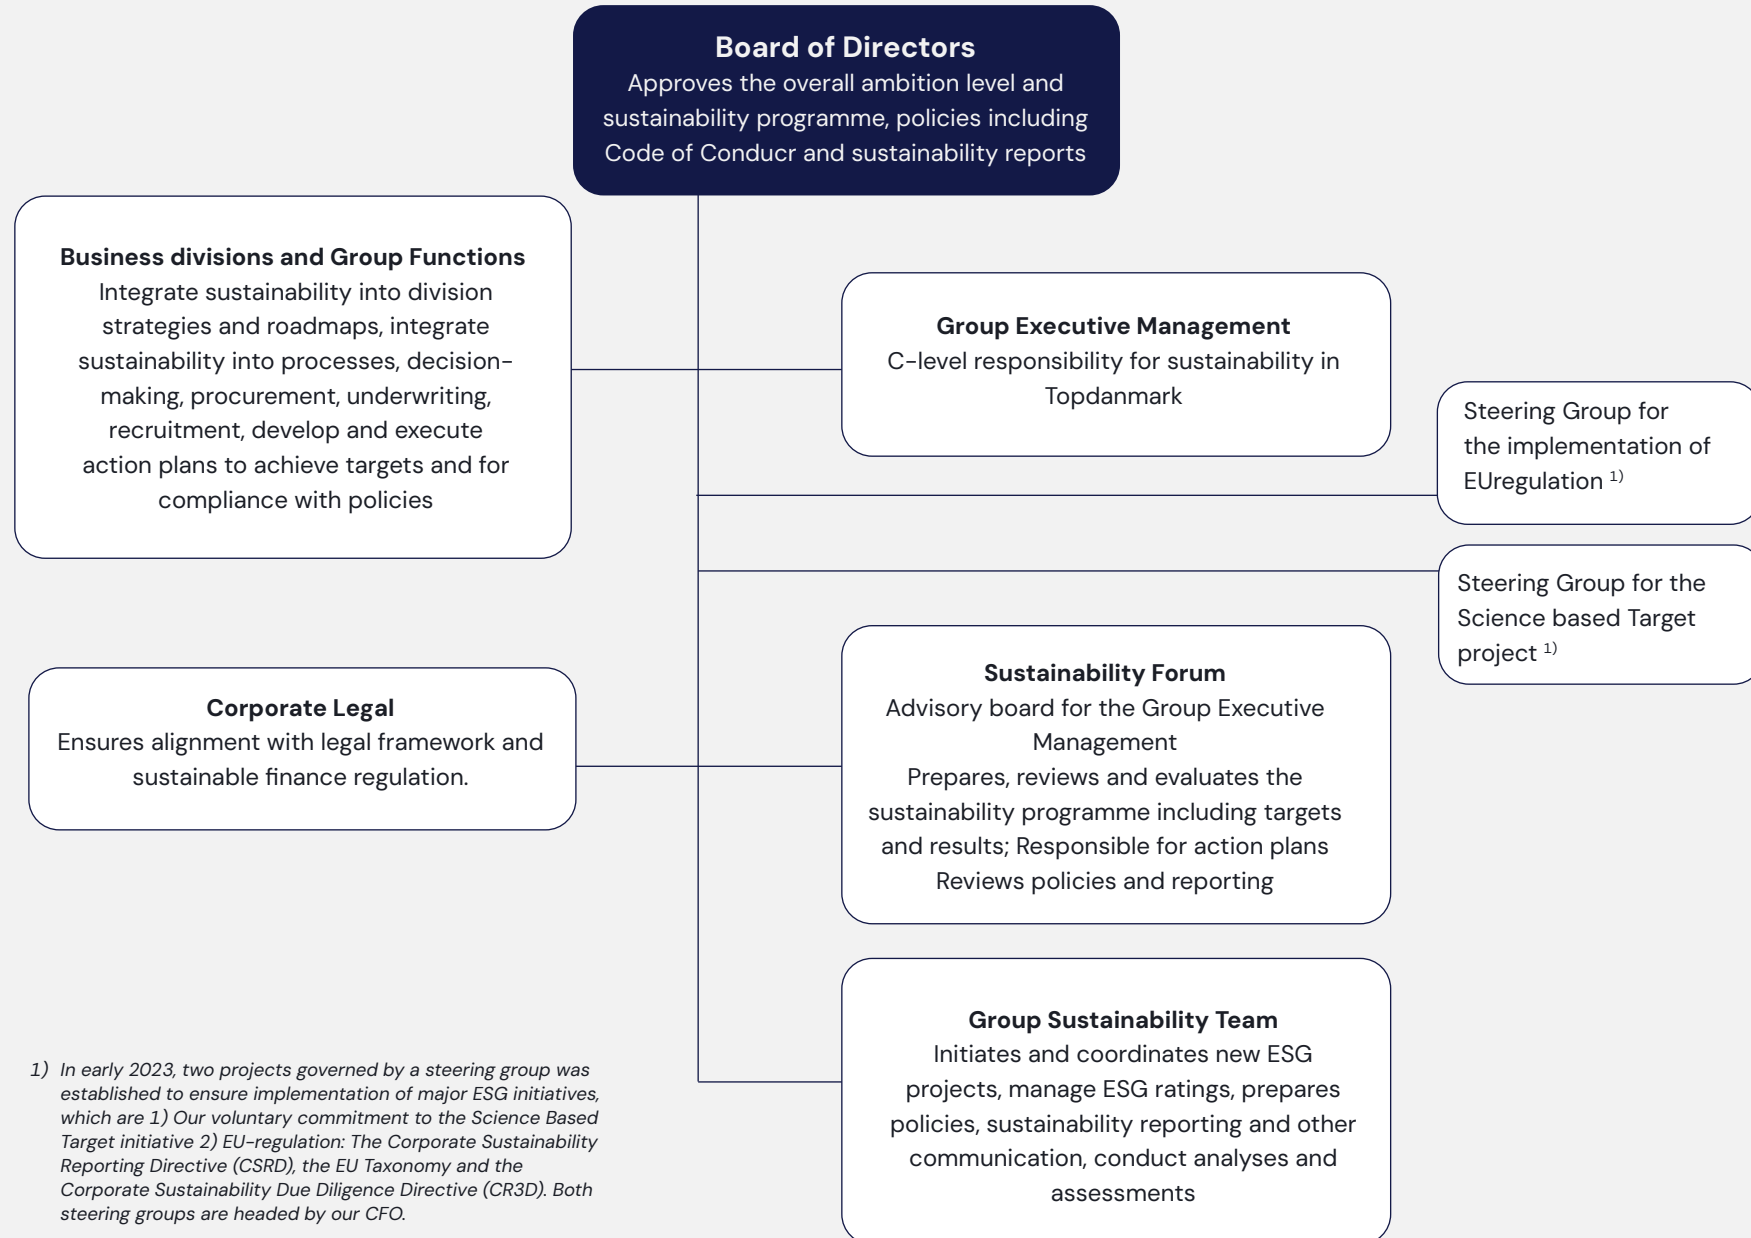 Board of Directors
Approves the overall ambition level and
sustainability programme, policies including
Code of Conducr and sustainability reports
Business divisions and Group Functions
Integrate sustainability into division
strategies and roadmaps, integrate
sustainability into processes, decision-
making, procurement, underwriting,
recruitment, develop and execute
action plans to achieve targets and for
compliance with policies
Group Executive Management
C-level responsibility for sustainability in
Topdanmark
Steering Group for
the implementation of
EUregulation 1)
Steering Group for the
Science based Target
project 1)
Corporate Legal
Ensures alignment with legal framework and
sustainable finance regulation.
Sustainability Forum
Advisory board for the Group Executive
Management
Prepares, reviews and evaluates the
sustainability programme including targets
and results; Responsible for action plans
Reviews policies and reporting
Group Sustainability Team
Initiates and coordinates new ESG
projects, manage ESG ratings, prepares
policies, sustainability reporting and other
communication, conduct analyses and
assessments
1) In early 2023, two projects governed by a steering group was
established to ensure implementation of major ESG initiatives,
which are 1) Our voluntary commitment to the Science Based
Target initiative 2) EU-regulation: The Corporate Sustainability
Reporting Directive (CSRD), the EU Taxonomy and the
Corporate Sustainability Due Diligence Directive (CR3D). Both
steering groups are headed by our CFO.